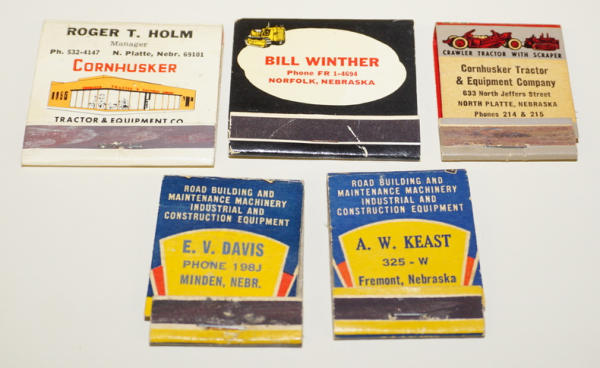 ROGER T. HOLM
Manager
Ph. 532-4147 N. Platte, Nebr. 69101
CORNHUSKER
TRACTOR & EQUIPMENT CO.
BILL WINTHER
Phone FR 1-4694
NORFOLK, NEBRASKA
CRAWLER TRACTOR WITH SCRAPER
Cornhusker Tractor
& Equipment Company
633 North Jeffers Street
NORTH PLATTE, NEBRASKA
Phones 214 & 215
ROAD BUILDING AND
MAINTENANCE MACHINERY
INDUSTRIAL AND
CONSTRUCTION EQUIPMENT
E. V. DAVIS
PHONE 198J
MINDEN, NEBR.
ROAD BUILDING AND
MAINTENANCE MACHINERY
INDUSTRIAL AND
CONSTRUCTION EQUIPMENT
A. W. KEAST
325 - W
Fremont, Nebraska